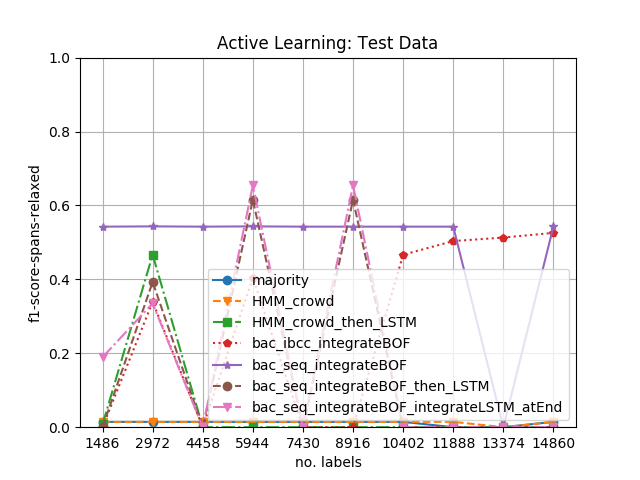 Active Learning: Test Data
f1-score-spans-relaxed
1.0
0.8
0.6
0.4
0.2
0.0
majority
HMM_crowd
HMM_crowd_then_LSTM
bac_ibcc_integrateBOF
bac_seq_integrateBOF
bac_seq_integrateBOF_then_LSTM
bac_seq_integrateBOF_integrateLSTM_atEnd
1486 2972 4458 5944 7430 8916 10402 11888 13374 14860
no. labels